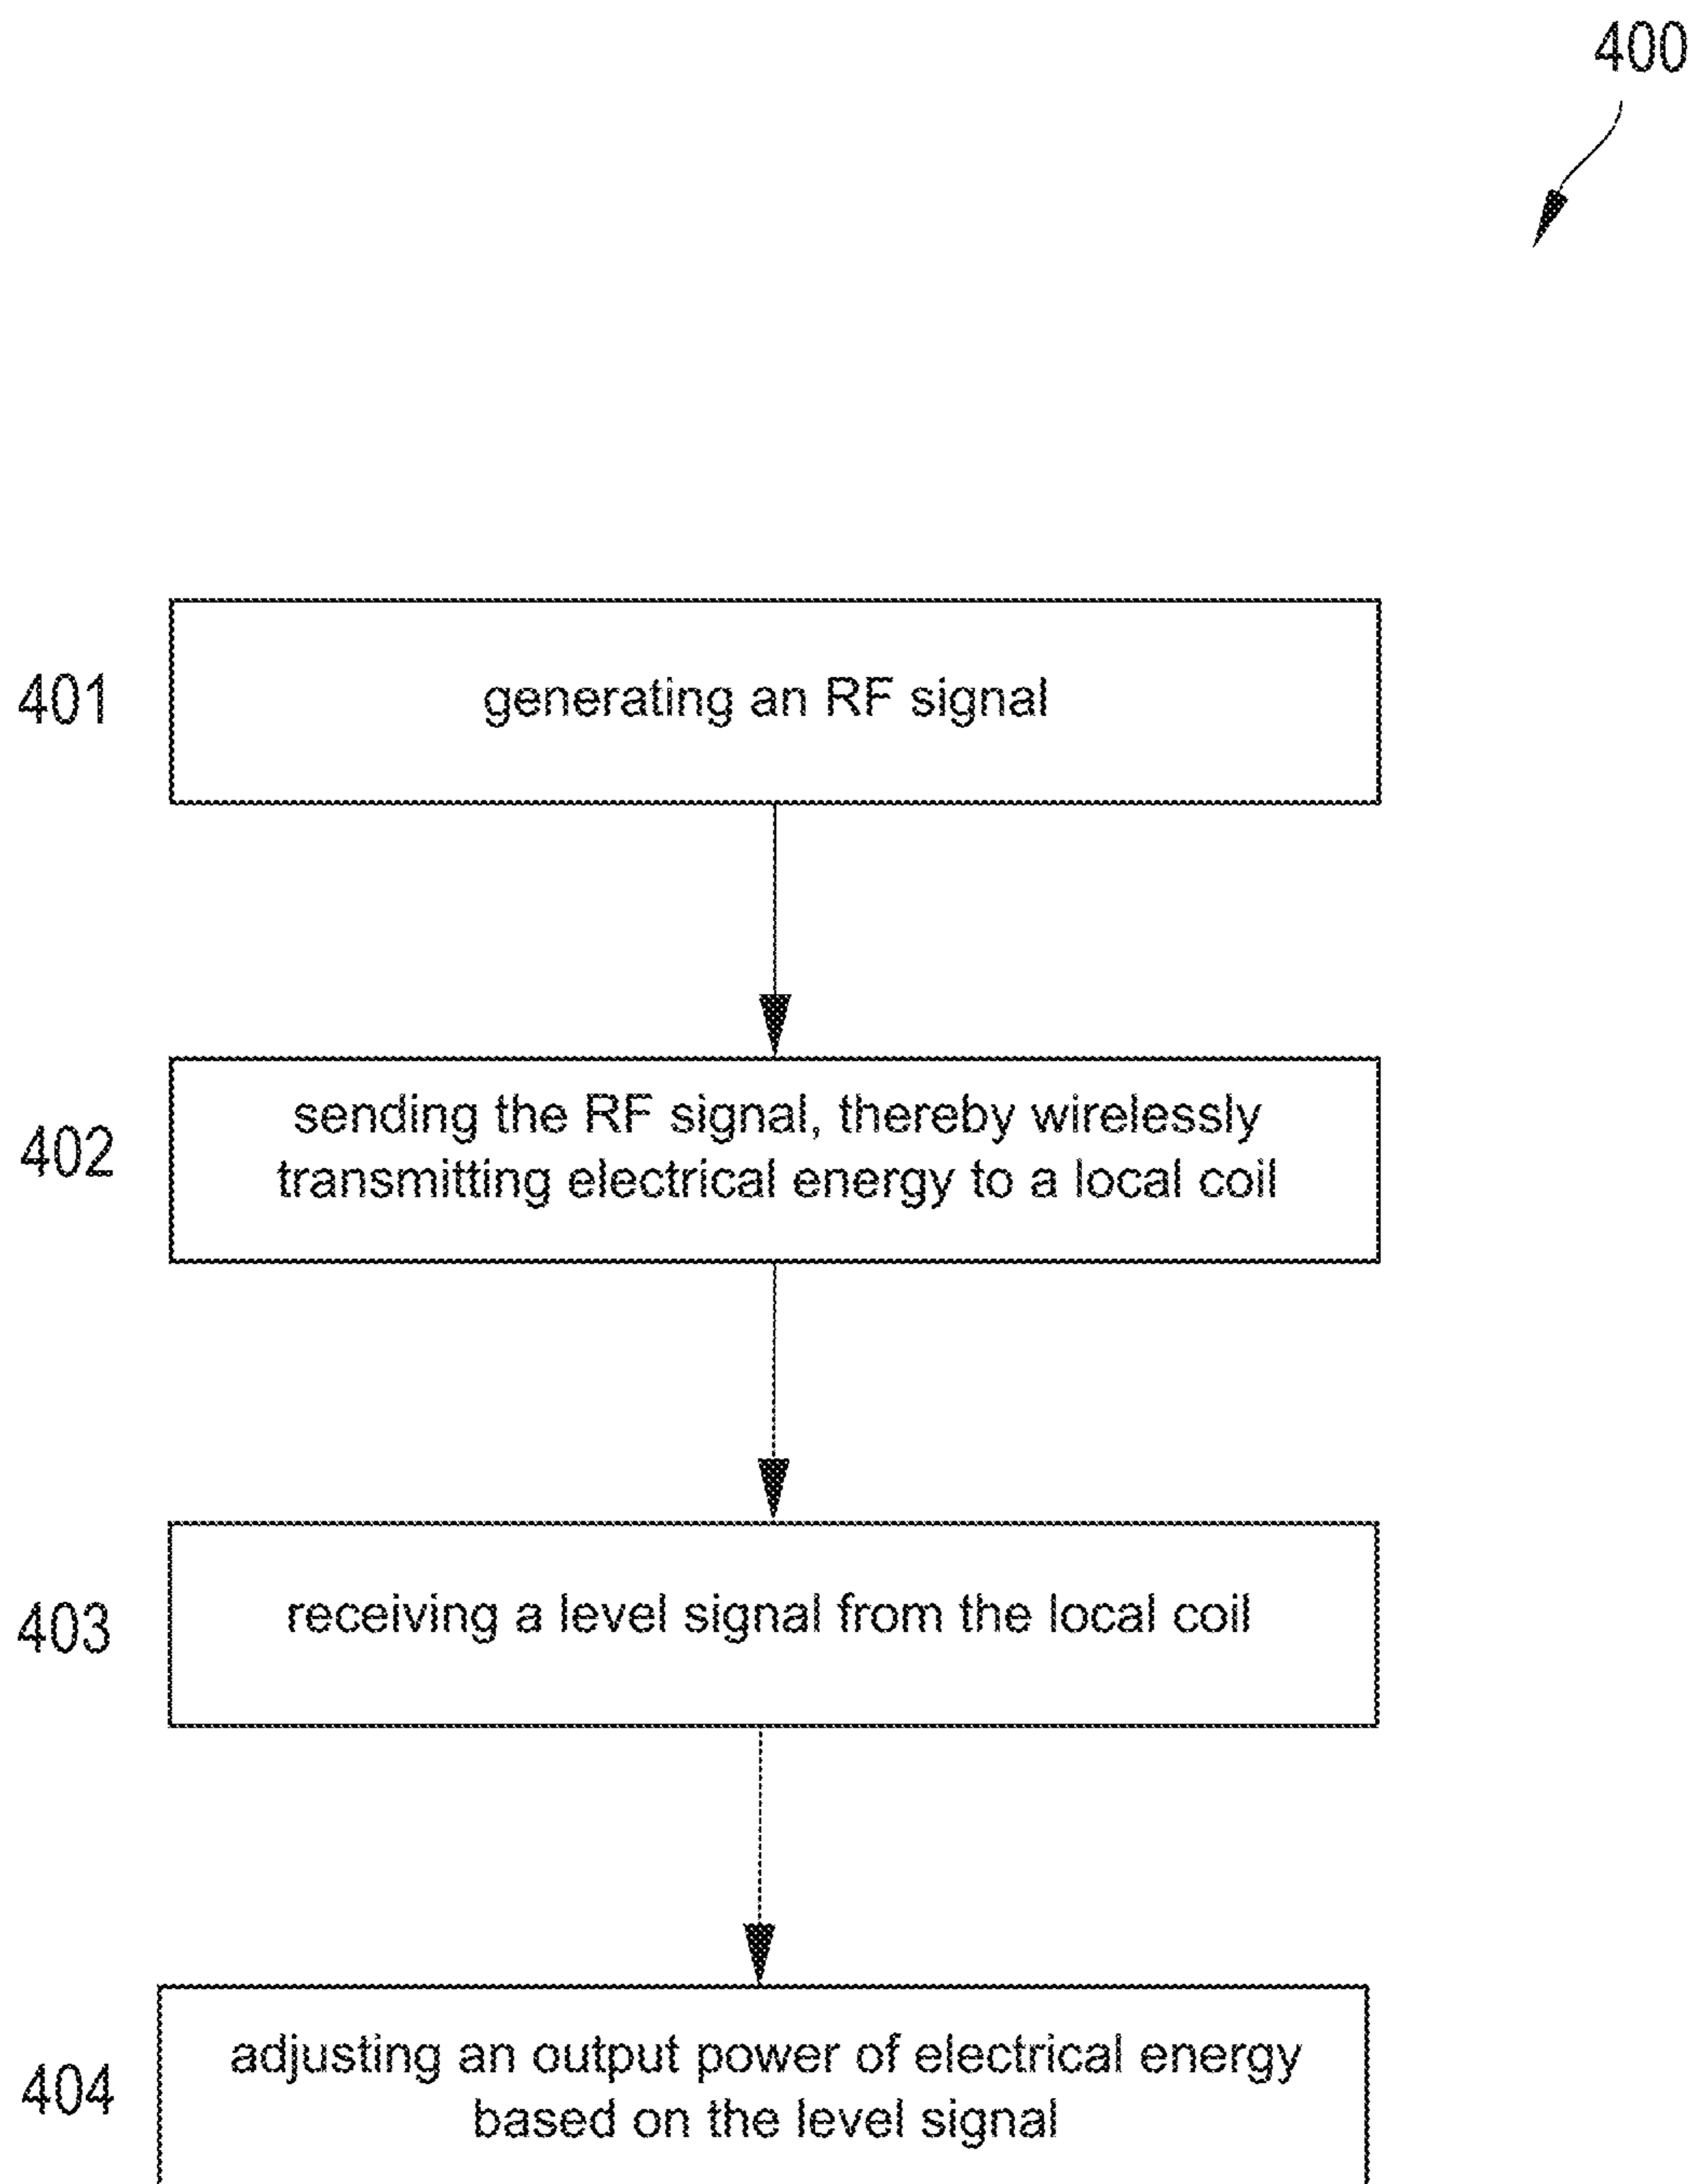 400
401
generating an RF signal
402
sending the RF signal, thereby wirelessly
transmitting electrical energy to a local coil
403
receiving a level signal from the local coil
404
adjusting an output power of electrical energy
based on the level signal